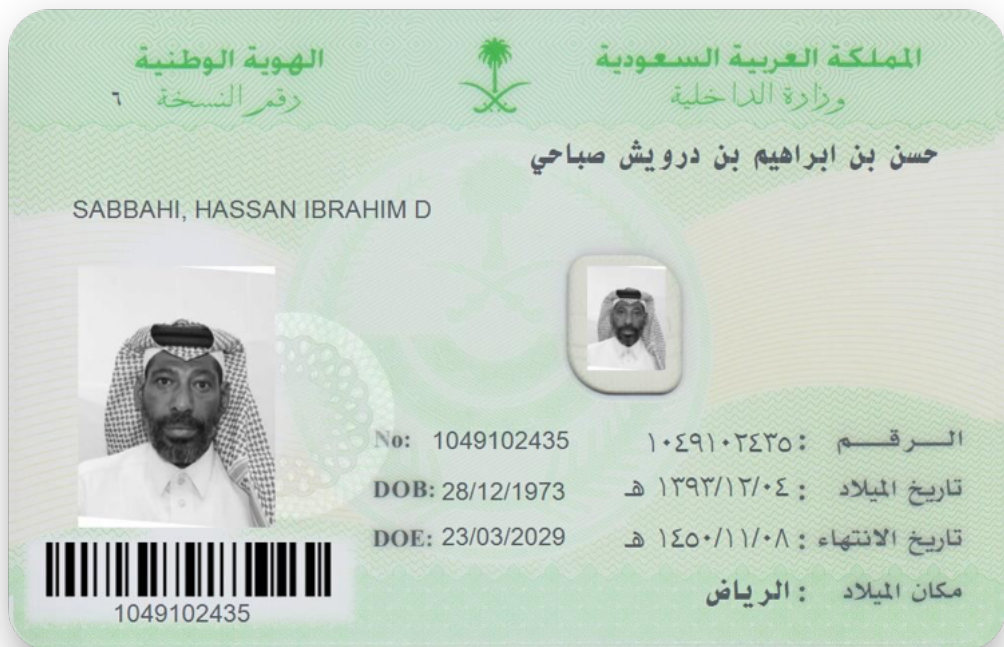 المملكة العربية السعودية
وزارة الداخلية
الهوية الوطنية
رقم النسخة ٦
حسن بن ابراهيم بن درويش صباحي
SABBAHI, HASSAN IBRAHIM D
الـــرقـــم : ١٠٤٩١٠٢٤٣٥ No: 1049102435
تاريخ الميلاد : ١٣٩٣/١٢/٠٤ هـ DOB: 28/12/1973
تاريخ الانتهاء : ١٤٥٠/١١/٠٨ هـ DOE: 23/03/2029
مكان الميلاد : الرياض
1049102435